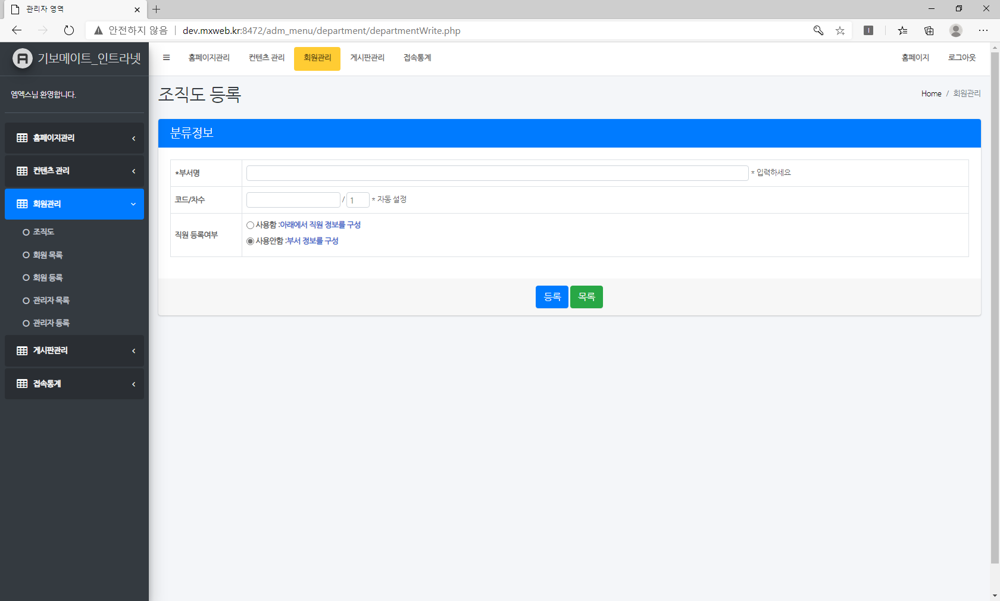 관리자 영역
안전하지 않음 dev.mxweb.kr:8472/adm_menu/department/departmentWrite.php
기보메이트_인트라넷
홈페이지관리 컨텐츠 관리 회원관리 게시판관리 접속통계 홈페이지 로그아웃
엠엑스님 환영합니다.
홈페이지관리
컨텐츠 관리
회원관리
조직도
회원 목록
회원 등록
관리자 목록
관리자 등록
게시판관리
접속통계
조직도 등록
Home / 회원관리
분류정보
*부서명 * 입력하세요
코드/차수 / 1 * 자동 설정
직원 등록여부
사용함 :아래에서 직원 정보를 구성
사용안함 :부서 정보를 구성
등록 목록